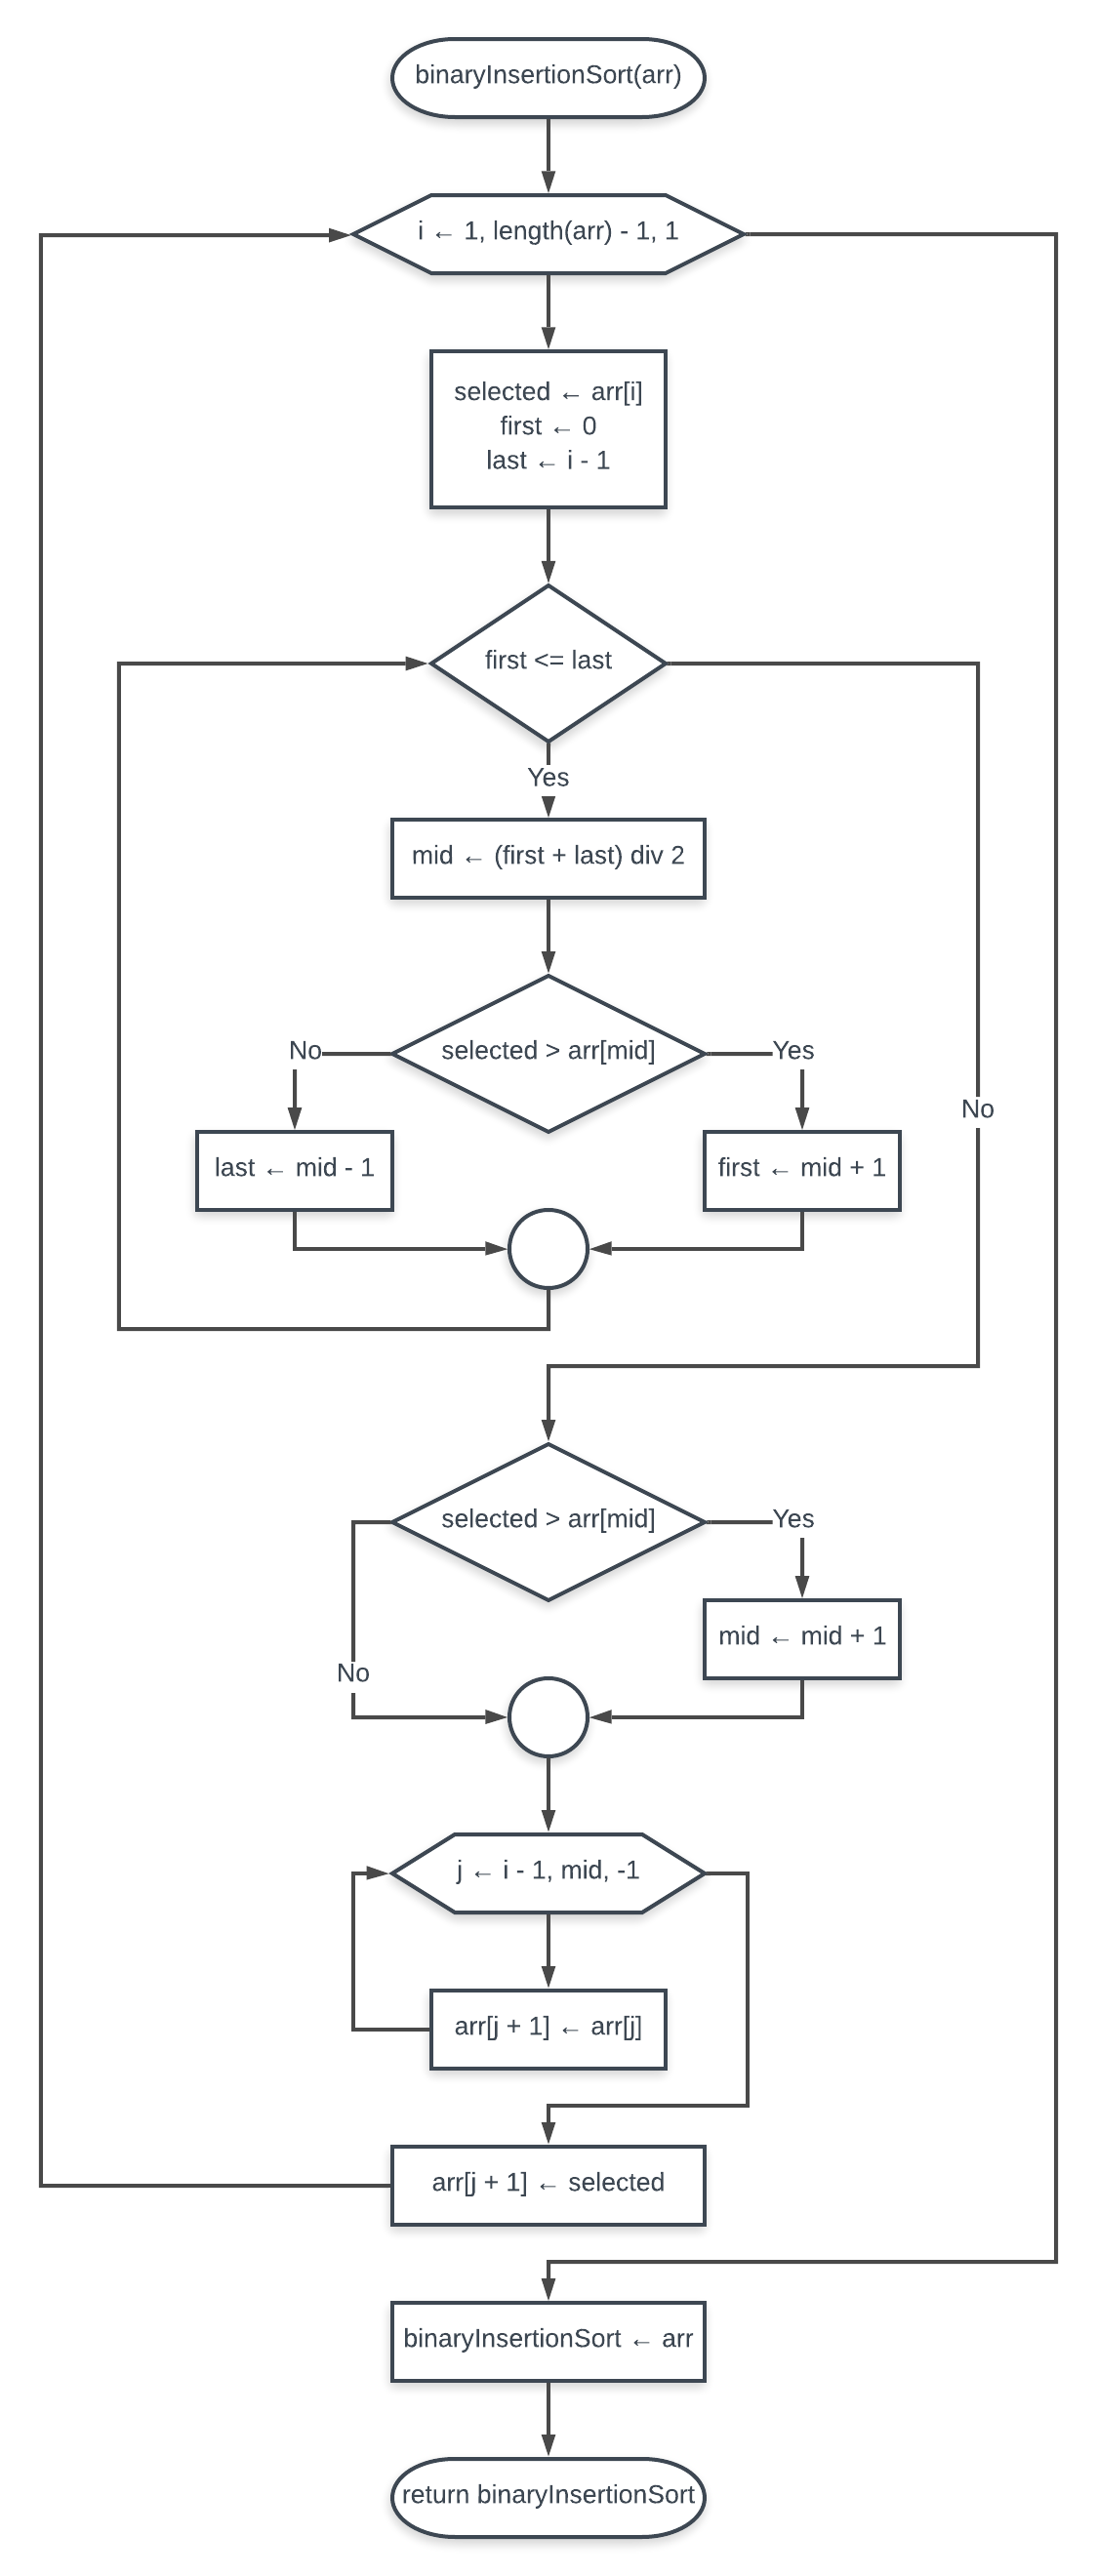 binaryInsertionSort(arr)
i ← 1, length(arr) - 1, 1
selected ← arr[i]
first ← 0
last ← i - 1
first <= last
Yes
mid ← (first + last) div 2
selected > arr[mid]
No
Yes
No
last ← mid - 1
first ← mid + 1
selected > arr[mid]
Yes
mid ← mid + 1
No
j ← i - 1, mid, -1
arr[j + 1] ← arr[j]
arr[j + 1] ← selected
binaryInsertionSort ← arr
return binaryInsertionSort